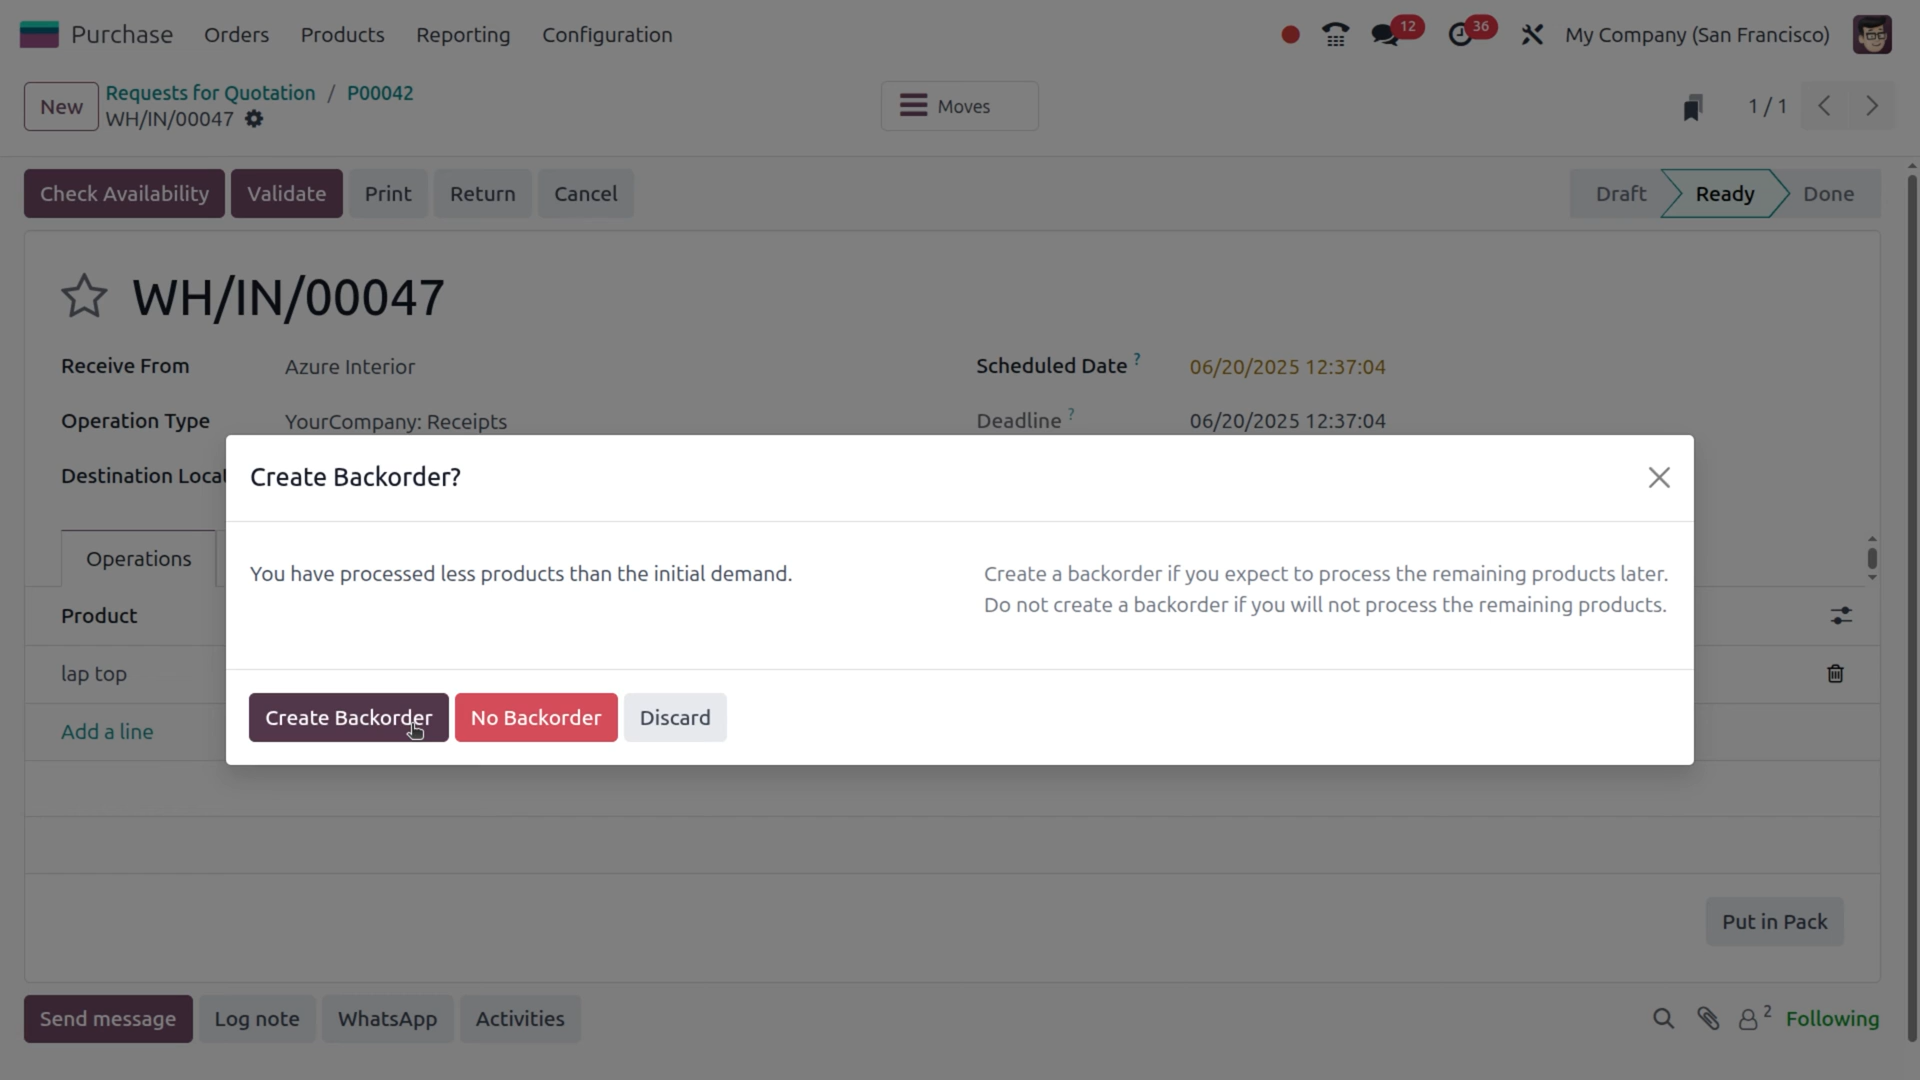 Purchase Orders Products Reporting Configuration 12 36 My Company (San Francisco)
New Requests for Quotation / P00042 Moves 1 / 1
WH/IN/00047
Check Availability Validate Print Return Cancel Draft Ready Done
WH/IN/00047
Receive From Azure Interior Scheduled Date ? 06/20/2025 12:37:04
Operation Type YourCompany: Receipts Deadline ? 06/20/2025 12:37:04
Destination Locat
Create Backorder?
Operations
You have processed less products than the initial demand. Create a backorder if you expect to process the remaining products later.
Do not create a backorder if you will not process the remaining products.
Product
lap top
Create Backorder No Backorder Discard
Add a line
Put in Pack
Send message Log note WhatsApp Activities 2 Following